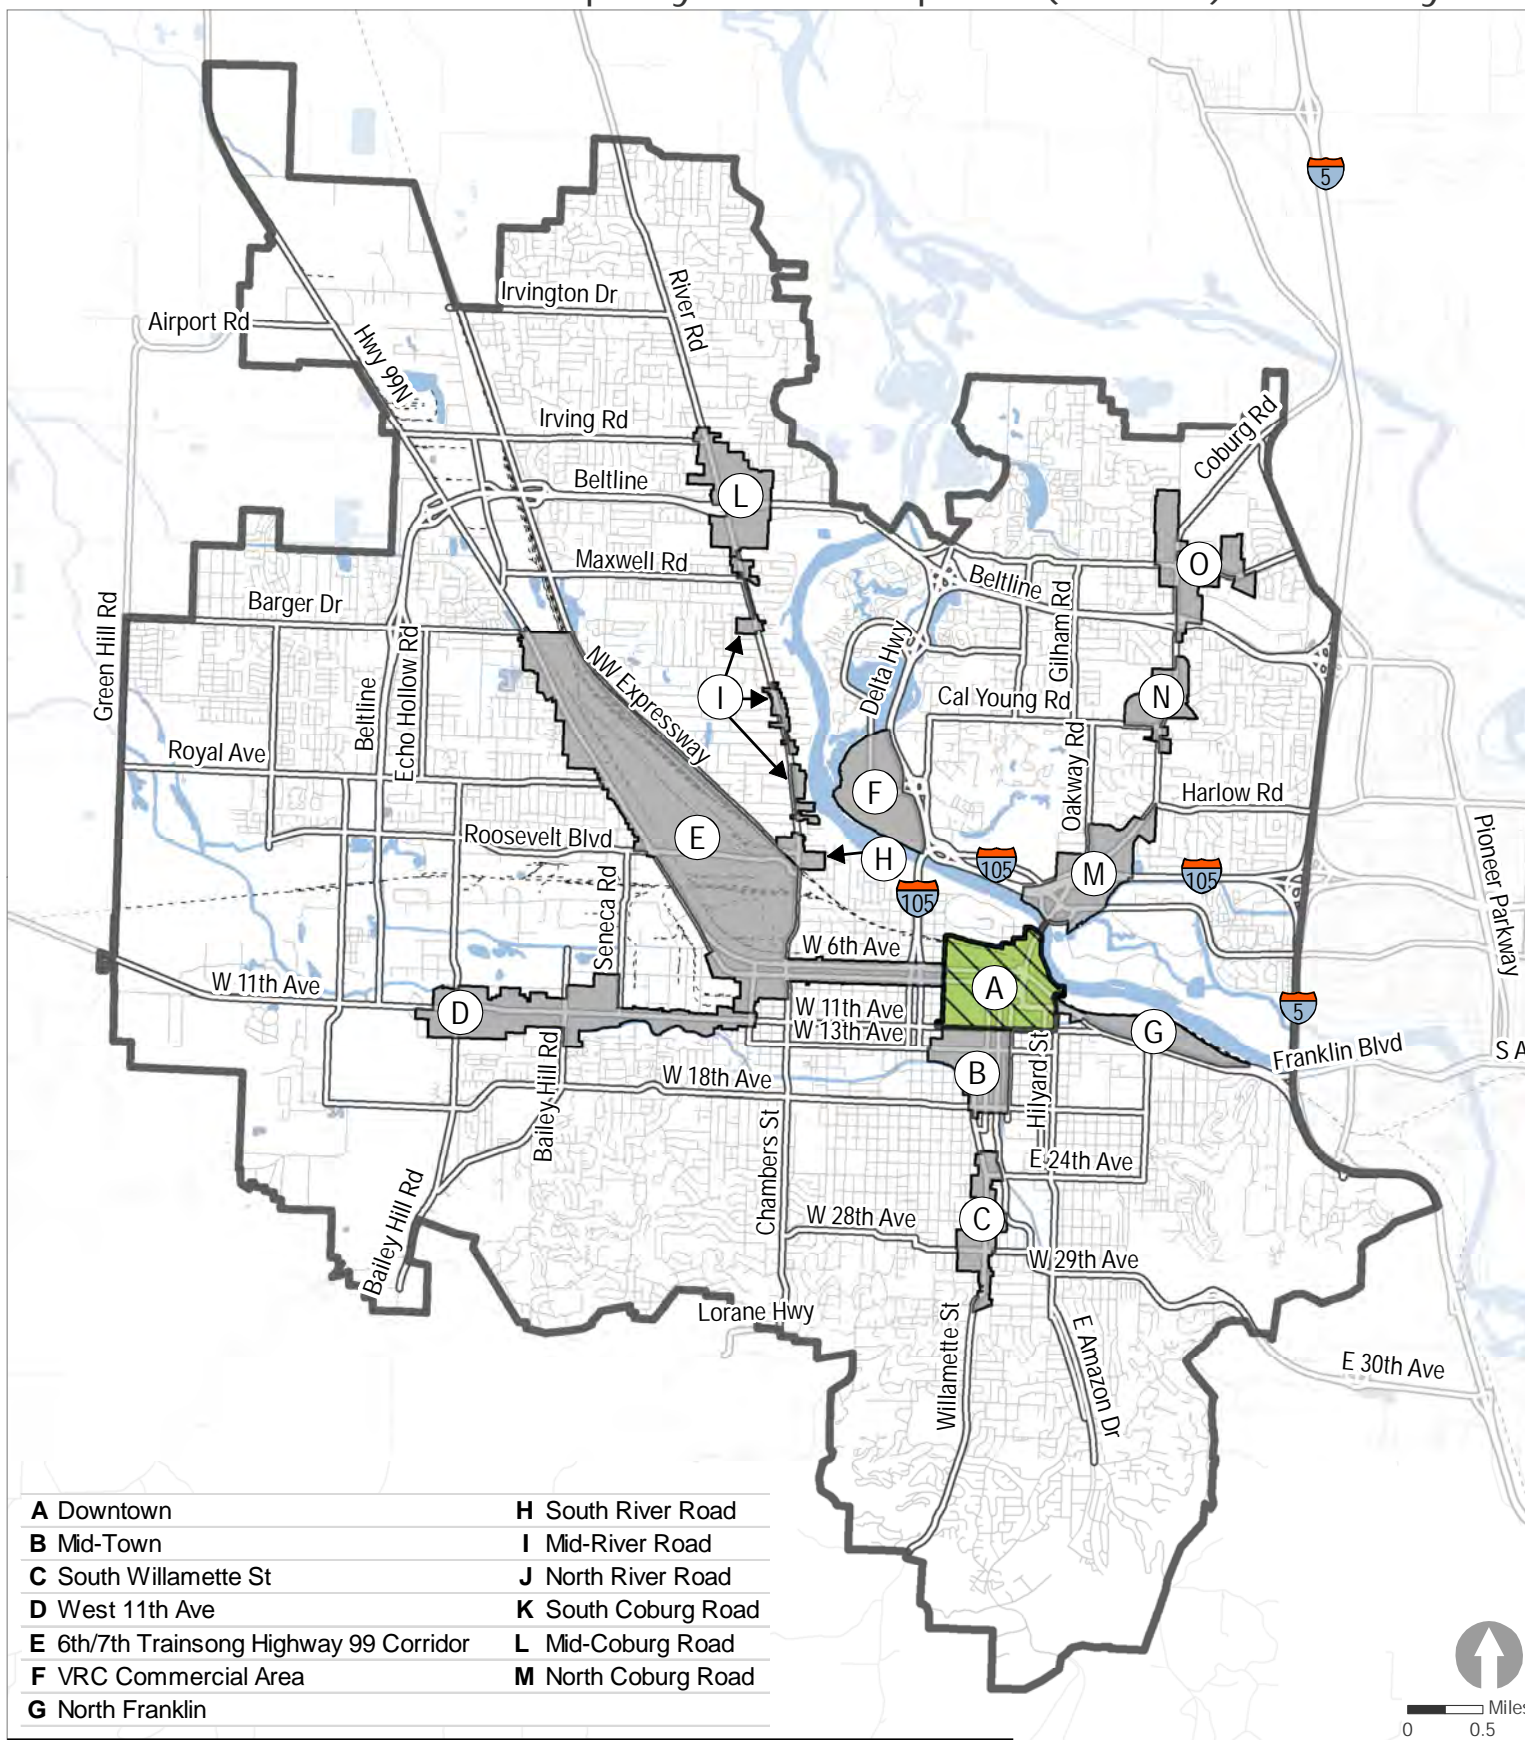 5
Irvington Dr
River Rd
Airport Rd
Hwy 99N
Irving Rd
Coburg Rd
Beltline
L
Maxwell Rd
O
Beltline
Barger Dr
Green Hill Rd
Gilham Rd
Echo Hollow Rd
Delta Hwy
NW Expressway
I
N
Cal Young Rd
Beltline
Royal Ave
Oakway Rd
F
Harlow Rd
E
Roosevelt Blvd
H
105
M
105
105
Pioneer Parkway
Seneca Rd
W 6th Ave
W 11th Ave
A
D
W 11th Ave
W 13th Ave
5
G
Franklin Blvd
S A
Bailey Hill Rd
B
Hilyard St
W 18th Ave
E 24th Ave
Chambers St
Bailey Hill Rd
W 28th Ave
C
W 29th Ave
Lorane Hwy
Willamette St
E Amazon Dr
E 30th Ave
A Downtown
B Mid-Town
C South Willamette St
D West 11th Ave
E 6th/7th Trainsong Highway 99 Corridor
F VRC Commercial Area
G North Franklin
H South River Road
I Mid-River Road
J North River Road
K South Coburg Road
L Mid-Coburg Road
M North Coburg Road
Miles
0 0.5